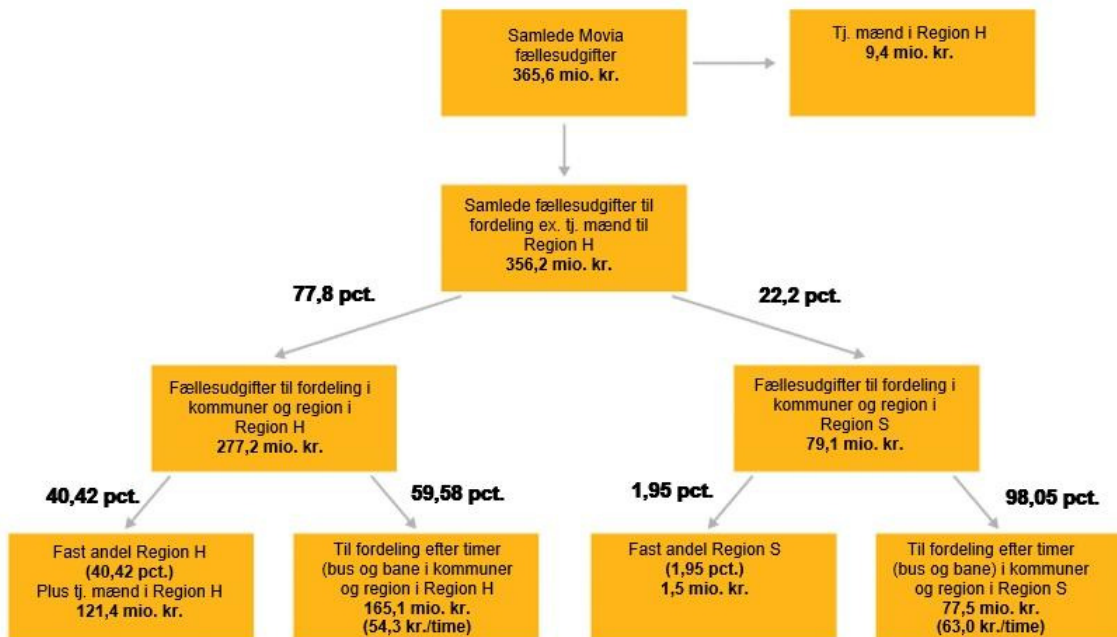 Samlede Movia
fællesudgifter
365,6 mio. kr.
Tj. mænd i Region H
9,4 mio. kr.
Samlede fællesudgifter til
fordeling ex. tj. mænd til
Region H
356,2 mio. kr.
77,8 pct.
22,2 pct.
Fællesudgifter til fordeling i
kommuner og region i
Region H
277,2 mio. kr.
Fællesudgifter til fordeling i
kommuner og region i
Region S
79,1 mio. kr.
40,42 pct.
59,58 pct.
1,95 pct.
98,05 pct.
Fast andel Region H
(40,42 pct.)
Plus tj. mænd i Region H
121,4 mio. kr.
Til fordeling efter timer
(bus og bane i kommuner
og region i Region H
165,1 mio. kr.
(54,3 kr./time)
Fast andel Region S
(1,95 pct.)
1,5 mio. kr.
Til fordeling efter timer
(bus og bane) i kommuner
og region i Region S
77,5 mio. kr.
(63,0 kr./time)